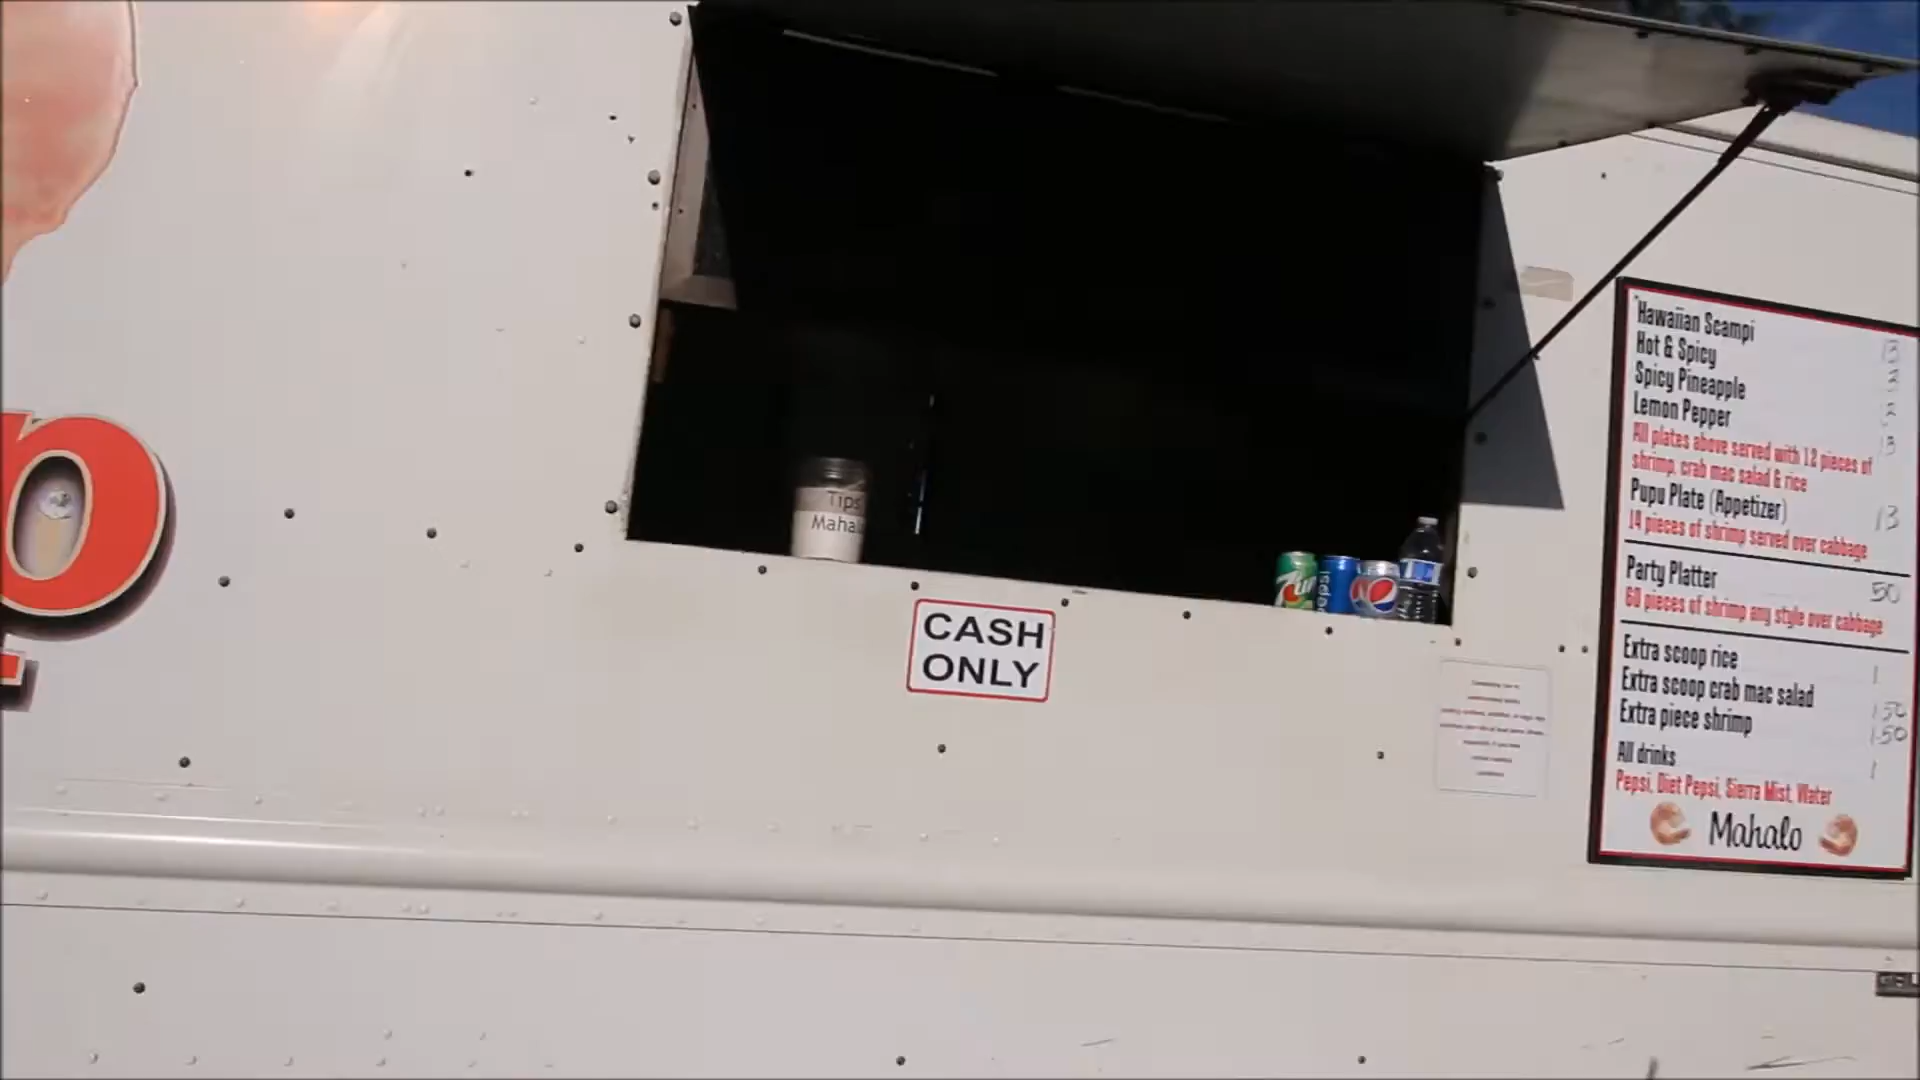 p
Tips
CASH
ONLY
7up
pepsi
Hawaiian Scampi 13
Hot & Spicy
Spicy Pineapple
Lemon Pepper 13
All plates above served with 12 pieces of
shrimp, crab mac salad & rice
Pupu Plate (Appetizer) 13
14 pieces of shrimp served over cabbage
Party Platter 50
60 pieces of shrimp any style over cabbage
Extra scoop rice 1
Extra scoop crab mac salad 1.50
Extra piece shrimp 1.50
All drinks 1
Pepsi, Diet Pepsi, Sierra Mist, Water
Mahalo